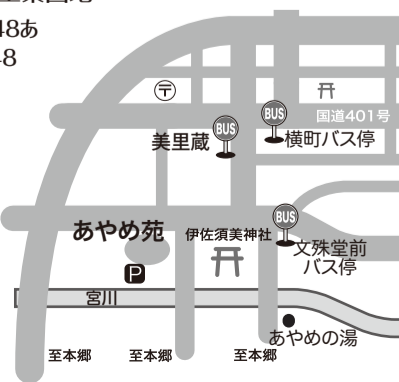 48あ
48
〒
BUS
国道401号
BUS
美里蔵
横町バス停
BUS
あやめ苑
伊佐須美神社
文殊堂前
バス停
P
宮川
あやめの湯
至本郷
至本郷
至本郷